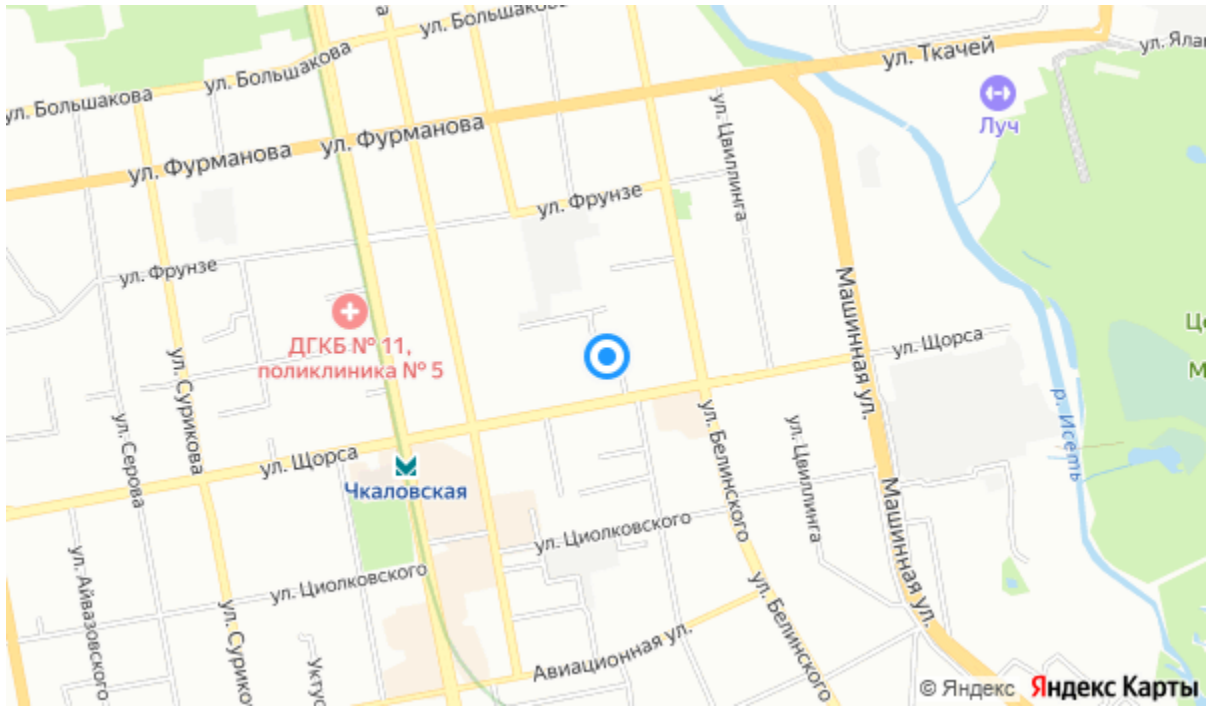 ул. Большакова
ул. Большакова
ул. Большакова
ул. Ткачей
ул. Фурманова
ул. Фурманова
Луч
ул. Цвиллинга
ул. Фрунзе
ул. Фрунзе
ДГКБ № 11,
поликлиника № 5
Машинная ул.
ул. Щорса
ул. Сурикова
ул. Серова
ул. Щорса
Чкаловская
ул. Белинского
ул. Цвиллинга
р. Исеть
ул. Циолковского
Машинная ул.
ул. Айвазовского
ул. Циолковского
ул. Белинского
Авиационная ул.
© Яндекс Яндекс Карты